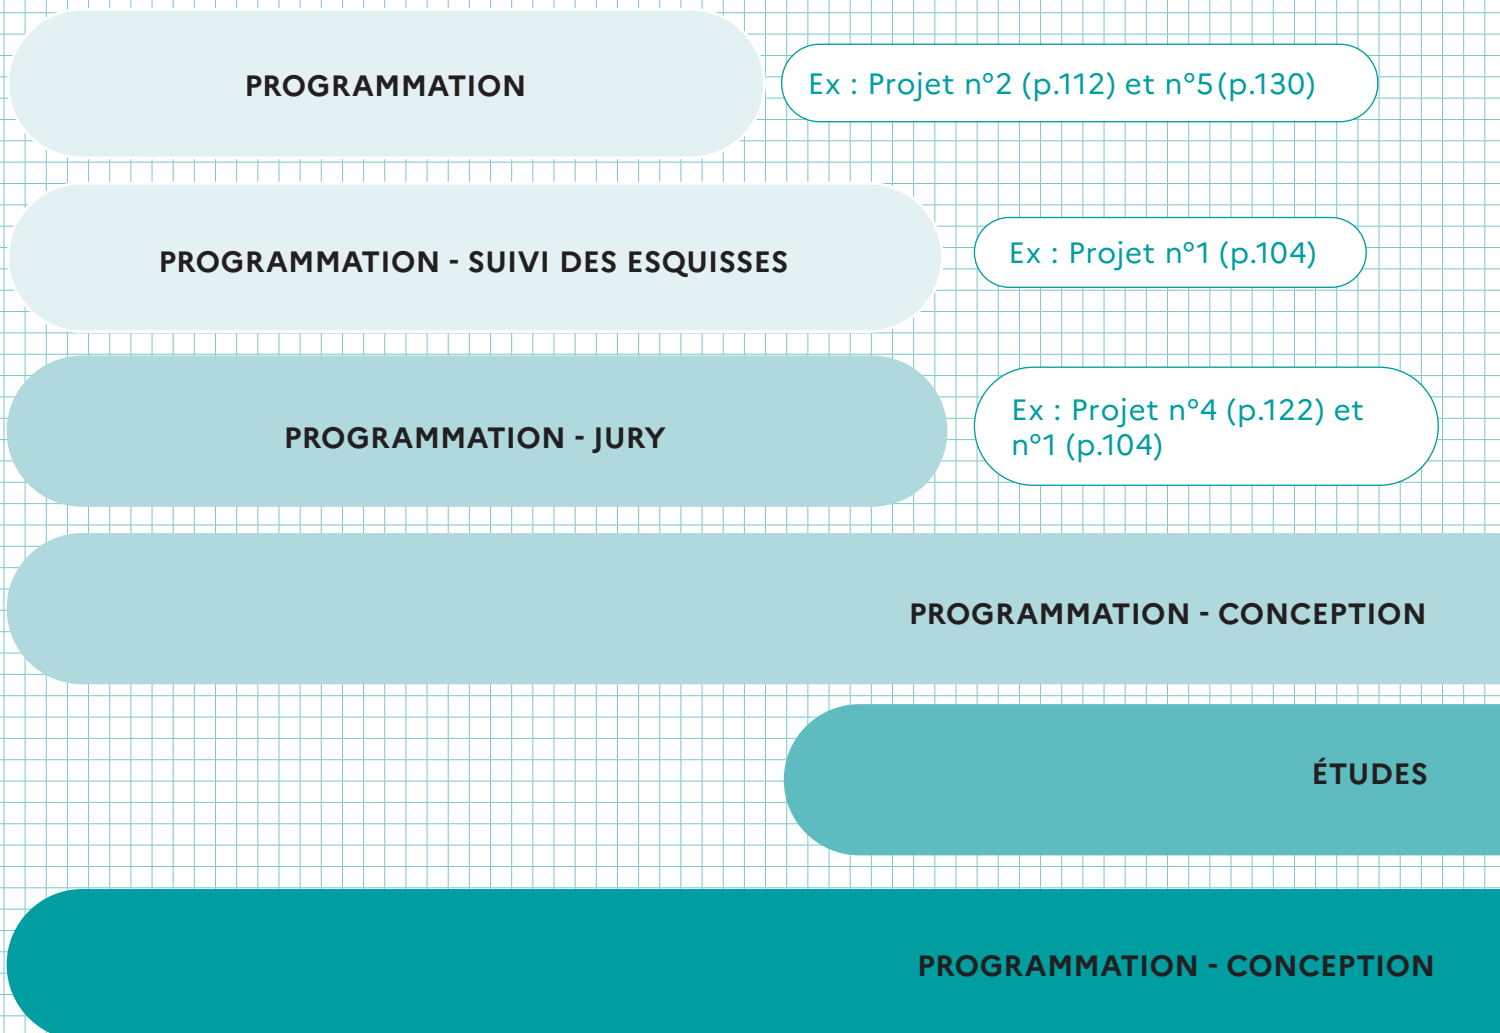 PROGRAMMATION
Ex : Projet n°2 (p.112) et n°5(p.130)
PROGRAMMATION - SUIVI DES ESQUISSES
Ex : Projet n°1 (p.104)
PROGRAMMATION - JURY
Ex : Projet n°4 (p.122) et
n°1 (p.104)
PROGRAMMATION - CONCEPTION
ÉTUDES
PROGRAMMATION - CONCEPTION